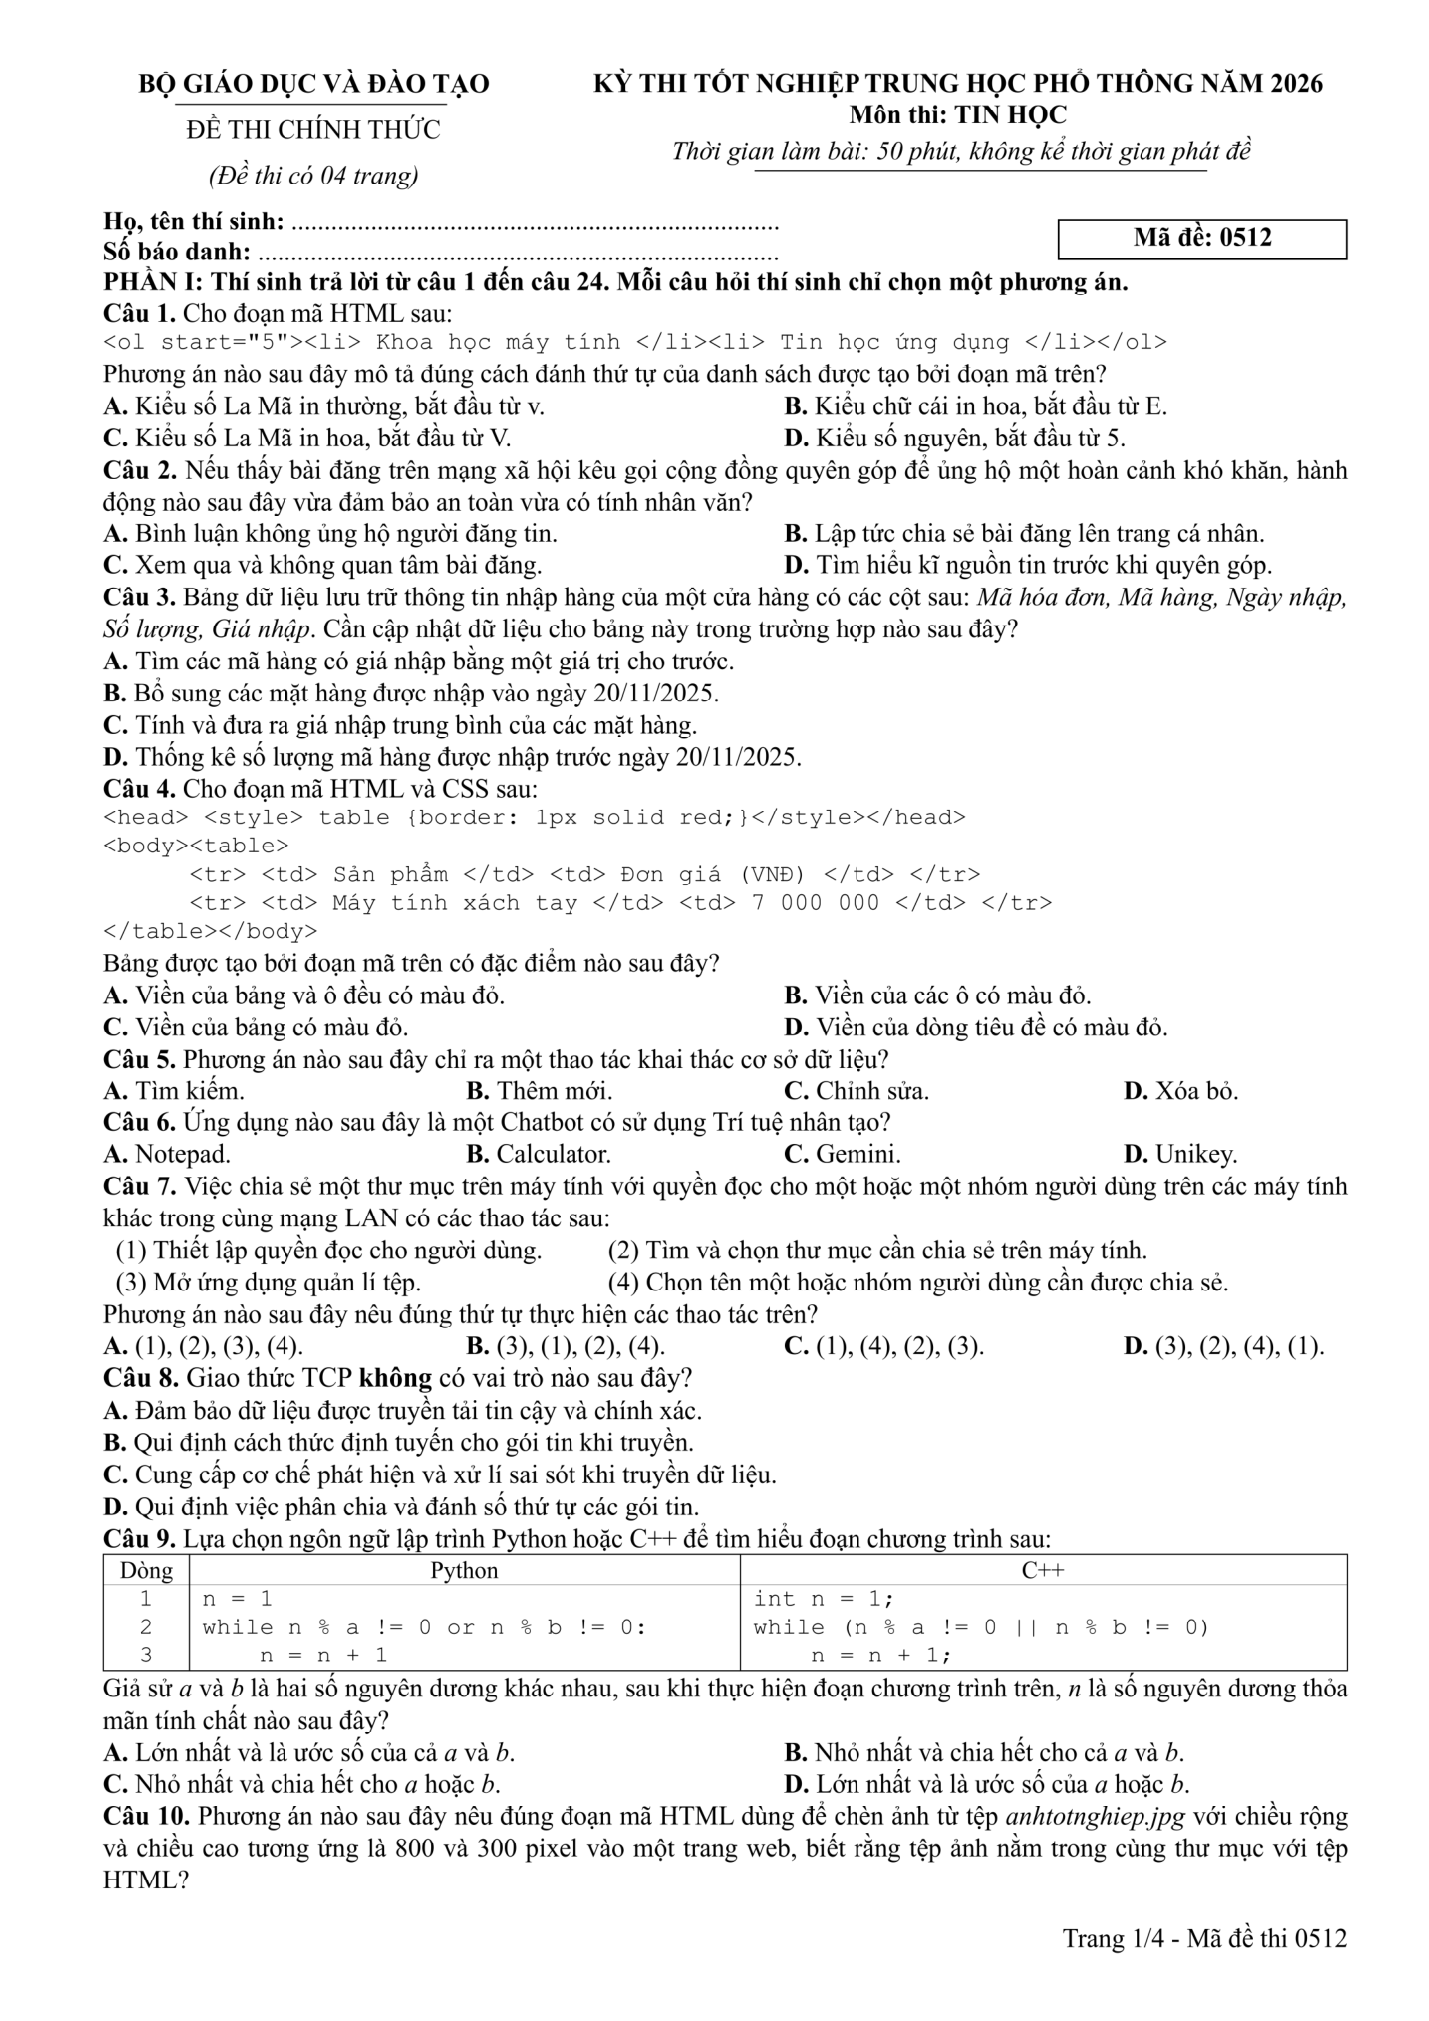 BỘ GIÁO DỤC VÀ ĐÀO TẠO
ĐỀ THI CHÍNH THỨC
(Đề thi có 04 trang)
KỲ THI TỐT NGHIỆP TRUNG HỌC PHỔ THÔNG NĂM 2026
Môn thi: TIN HỌC
Thời gian làm bài: 50 phút, không kể thời gian phát đề
Họ, tên thí sinh: ..........................................................................
Số báo danh: ..............................................................................
Mã đề: 0512
PHẦN I: Thí sinh trả lời từ câu 1 đến câu 24. Mỗi câu hỏi thí sinh chỉ chọn một phương án.
Câu 1. Cho đoạn mã HTML sau:
<ol start="5"><li> Khoa học máy tính </li><li> Tin học ứng dụng </li></ol>
Phương án nào sau đây mô tả đúng cách đánh thứ tự của danh sách được tạo bởi đoạn mã trên?
A. Kiểu số La Mã in thường, bắt đầu từ v. B. Kiểu chữ cái in hoa, bắt đầu từ E.
C. Kiểu số La Mã in hoa, bắt đầu từ V. D. Kiểu số nguyên, bắt đầu từ 5.
Câu 2. Nếu thấy bài đăng trên mạng xã hội kêu gọi cộng đồng quyên góp để ủng hộ một hoàn cảnh khó khăn, hành
động nào sau đây vừa đảm bảo an toàn vừa có tính nhân văn?
A. Bình luận không ủng hộ người đăng tin. B. Lập tức chia sẻ bài đăng lên trang cá nhân.
C. Xem qua và không quan tâm bài đăng. D. Tìm hiểu kĩ nguồn tin trước khi quyên góp.
Câu 3. Bảng dữ liệu lưu trữ thông tin nhập hàng của một cửa hàng có các cột sau: Mã hóa đơn, Mã hàng, Ngày nhập,
Số lượng, Giá nhập. Cần cập nhật dữ liệu cho bảng này trong trường hợp nào sau đây?
A. Tìm các mã hàng có giá nhập bằng một giá trị cho trước.
B. Bổ sung các mặt hàng được nhập vào ngày 20/11/2025.
C. Tính và đưa ra giá nhập trung bình của các mặt hàng.
D. Thống kê số lượng mã hàng được nhập trước ngày 20/11/2025.
Câu 4. Cho đoạn mã HTML và CSS sau:
<head> <style> table {border: 1px solid red;}</style></head>
<body><table>
<tr> <td> Sản phẩm </td> <td> Đơn giá (VNĐ) </td> </tr>
<tr> <td> Máy tính xách tay </td> <td> 7 000 000 </td> </tr>
</table></body>
Bảng được tạo bởi đoạn mã trên có đặc điểm nào sau đây?
A. Viền của bảng và ô đều có màu đỏ. B. Viền của các ô có màu đỏ.
C. Viền của bảng có màu đỏ. D. Viền của dòng tiêu đề có màu đỏ.
Câu 5. Phương án nào sau đây chỉ ra một thao tác khai thác cơ sở dữ liệu?
A. Tìm kiếm. B. Thêm mới. C. Chỉnh sửa. D. Xóa bỏ.
Câu 6. Ứng dụng nào sau đây là một Chatbot có sử dụng Trí tuệ nhân tạo?
A. Notepad. B. Calculator. C. Gemini. D. Unikey.
Câu 7. Việc chia sẻ một thư mục trên máy tính với quyền đọc cho một hoặc một nhóm người dùng trên các máy tính
khác trong cùng mạng LAN có các thao tác sau:
(1) Thiết lập quyền đọc cho người dùng. (2) Tìm và chọn thư mục cần chia sẻ trên máy tính.
(3) Mở ứng dụng quản lí tệp. (4) Chọn tên một hoặc nhóm người dùng cần được chia sẻ.
Phương án nào sau đây nêu đúng thứ tự thực hiện các thao tác trên?
A. (1), (2), (3), (4). B. (3), (1), (2), (4). C. (1), (4), (2), (3). D. (3), (2), (4), (1).
Câu 8. Giao thức TCP không có vai trò nào sau đây?
A. Đảm bảo dữ liệu được truyền tải tin cậy và chính xác.
B. Qui định cách thức định tuyến cho gói tin khi truyền.
C. Cung cấp cơ chế phát hiện và xử lí sai sót khi truyền dữ liệu.
D. Qui định việc phân chia và đánh số thứ tự các gói tin.
Câu 9. Lựa chọn ngôn ngữ lập trình Python hoặc C++ để tìm hiểu đoạn chương trình sau:
Dòng Python C++
1 n = 1 int n = 1;
2 while n % a != 0 or n % b != 0: while (n % a != 0 || n % b != 0)
3 n = n + 1 n = n + 1;
Giả sử a và b là hai số nguyên dương khác nhau, sau khi thực hiện đoạn chương trình trên, n là số nguyên dương thỏa
mãn tính chất nào sau đây?
A. Lớn nhất và là ước số của cả a và b. B. Nhỏ nhất và chia hết cho cả a và b.
C. Nhỏ nhất và chia hết cho a hoặc b. D. Lớn nhất và là ước số của a hoặc b.
Câu 10. Phương án nào sau đây nêu đúng đoạn mã HTML dùng để chèn ảnh từ tệp anhtotnghiep.jpg với chiều rộng
và chiều cao tương ứng là 800 và 300 pixel vào một trang web, biết rằng tệp ảnh nằm trong cùng thư mục với tệp
HTML?
Trang 1/4 - Mã đề thi 0512